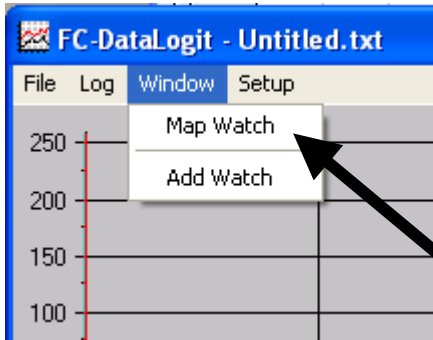 FC-DataLogit - Untitled.txt
File Log Window Setup
Map Watch
Add Watch
250
200
150
100